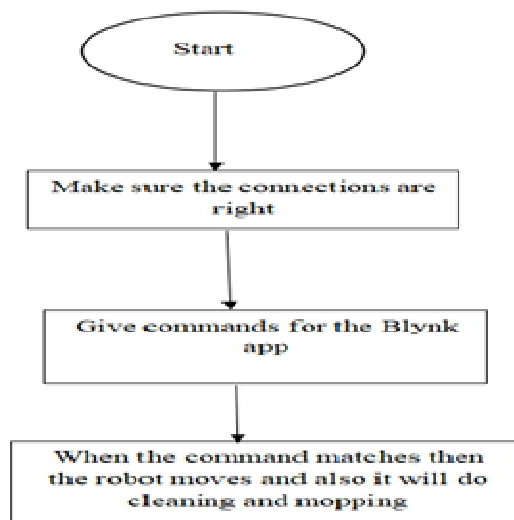 Start
Make sure the connections are
right
Give commands for the Blynk
app
When the command matches then
the robot moves and also it will do
cleaning and mopping